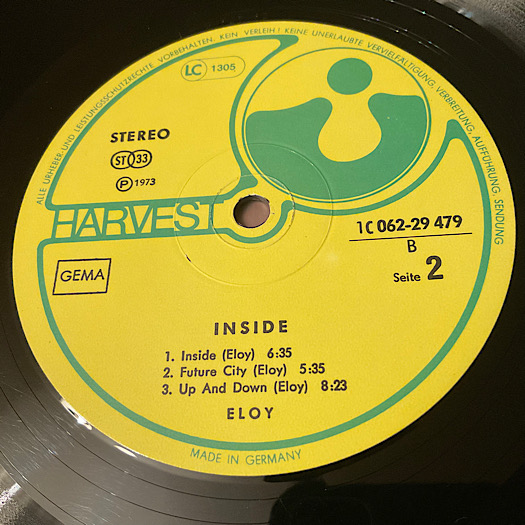 ALLE URHEBER- UND LEISTUNGSSCHUTZRECHTE VORBEHALTEN. KEIN VERLEIH! KEINE UNERLAUBTE VERVIELFÄLTIGUNG, VERBREITUNG, AUFFÜHRUNG, SENDUNG
LC 1305
STEREO
ST 33
P 1973
HARVEST
1C 062-29 479
B
Seite 2
GEMA
INSIDE
1. Inside (Eloy) 6:35
2. Future City (Eloy) 5:35
3. Up And Down (Eloy) 8:23
ELOY
MADE IN GERMANY